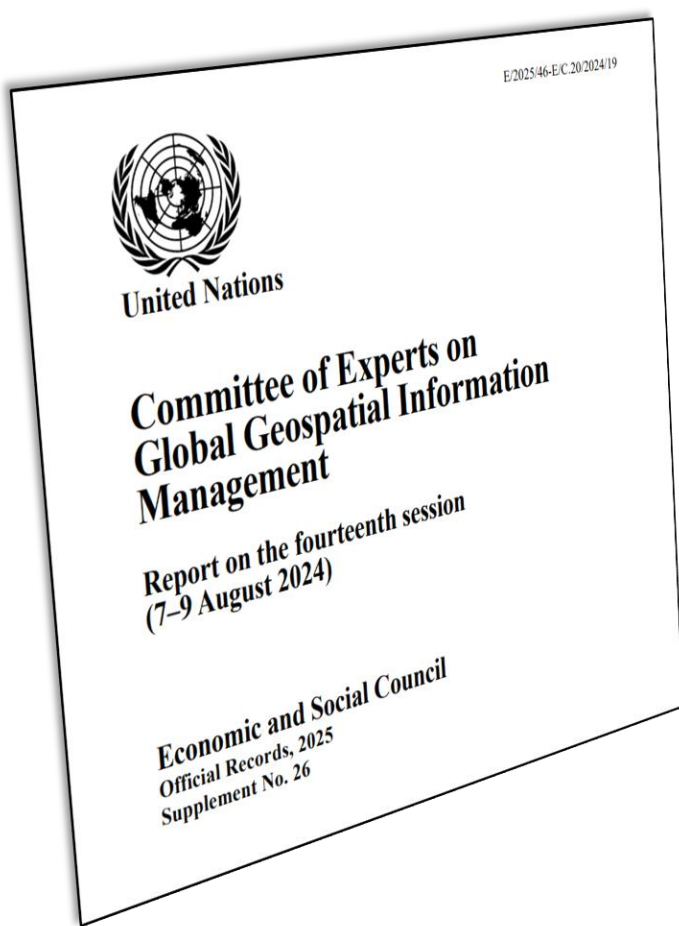 E/2025/46-E/C.20/2024/19
United Nations
Committee of Experts on
Global Geospatial Information
Management
Report on the fourteenth session
(7–9 August 2024)
Economic and Social Council
Official Records, 2025
Supplement No. 26